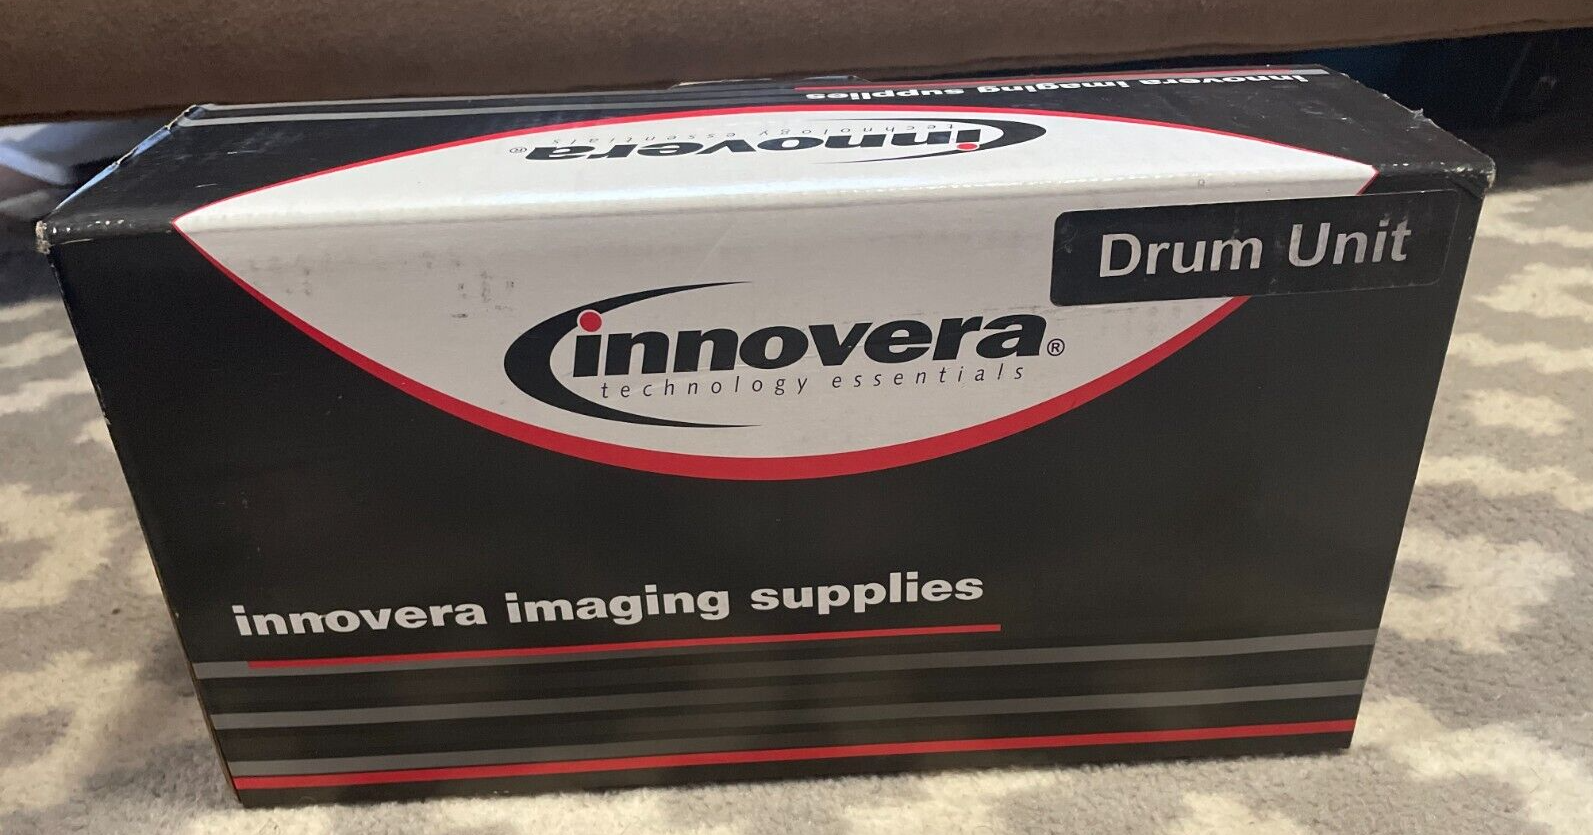 innovera imaging supplies
innovera®
technology essentials
Drum Unit
innovera®
technology essentials
innovera imaging supplies